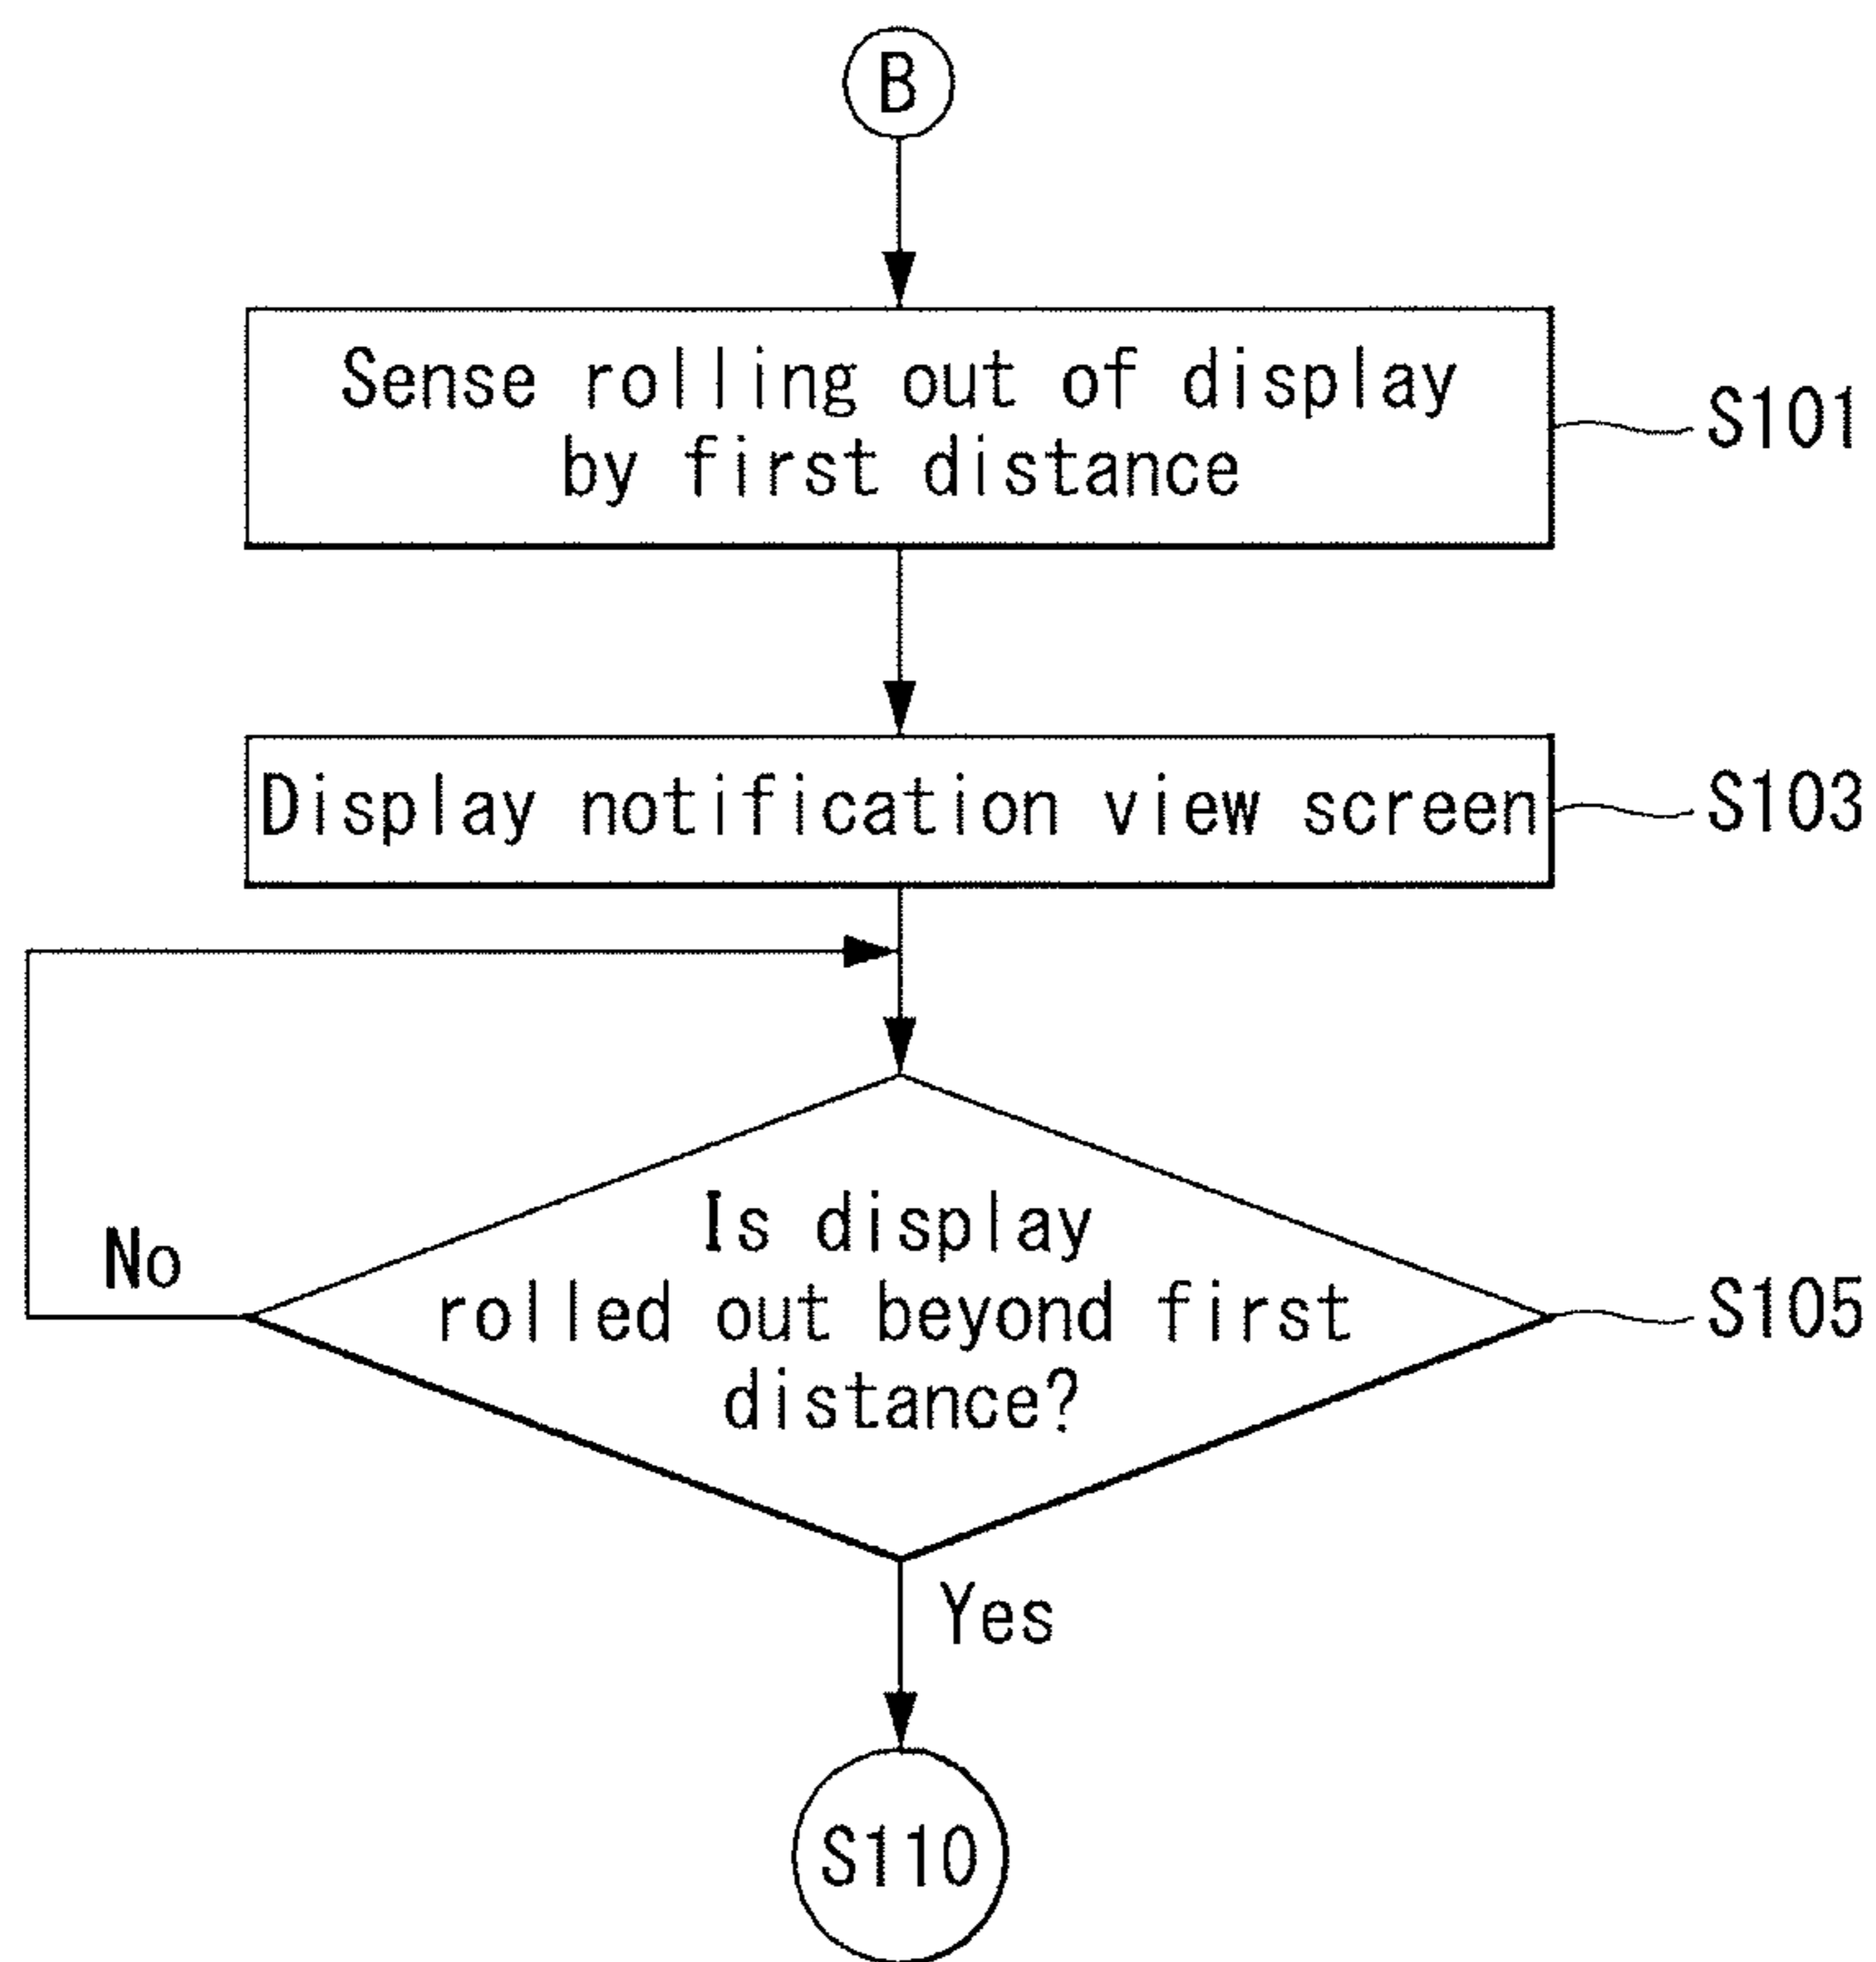 B
Sense rolling out of display
by first distance
S101
Display notification view screen
S103
Is display
rolled out beyond first
distance?
S105
No
Yes
S110